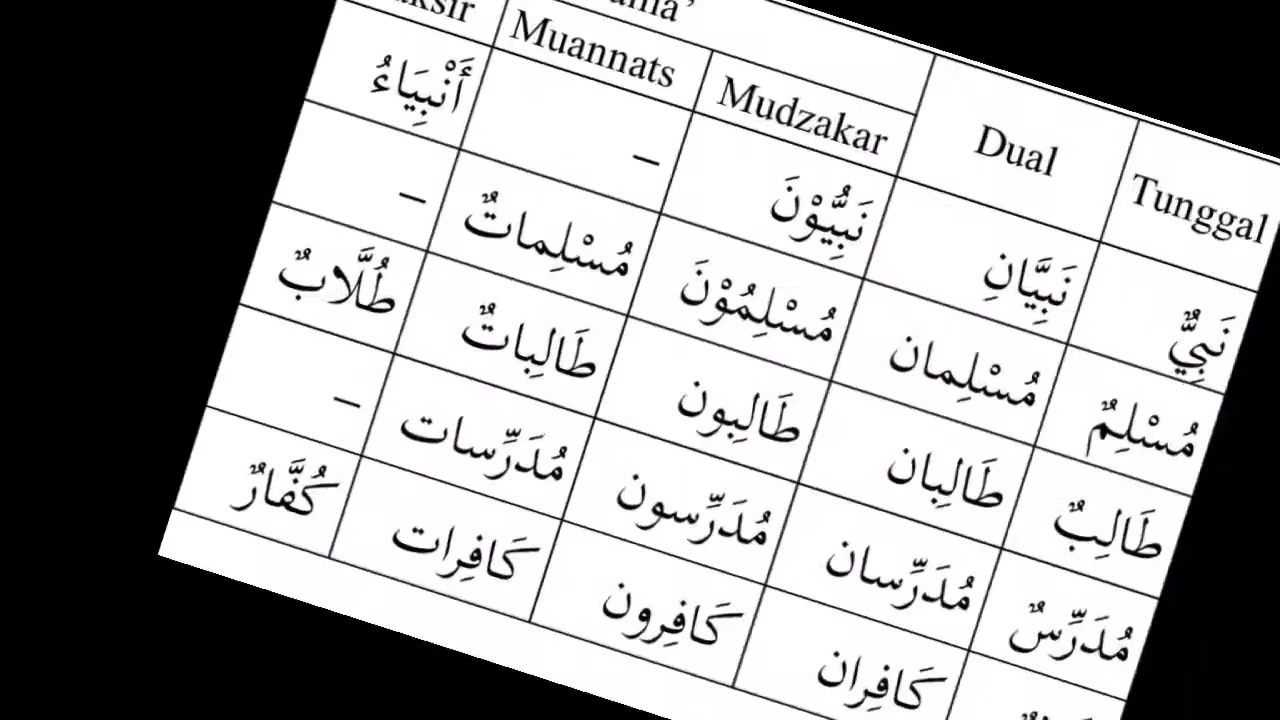 Tunggal Dual Mudzakar Muannats
نَبِيٌّ نَبِيَّانِ نَبِيُّوْنَ – أَنْبِيَاءُ
مُسْلِمٌ مُسْلِمان مُسْلِمُوْنَ مُسْلِماتٌ –
طَالِبٌ طَالِبان طَالِبون طَالِباتٌ طُلَّابٌ
مُدَرِّسٌ مُدَرِّسان مُدَرِّسون مُدَرِّسات –
كَافِران كَافِرون كَافِرات كُفَّارٌ